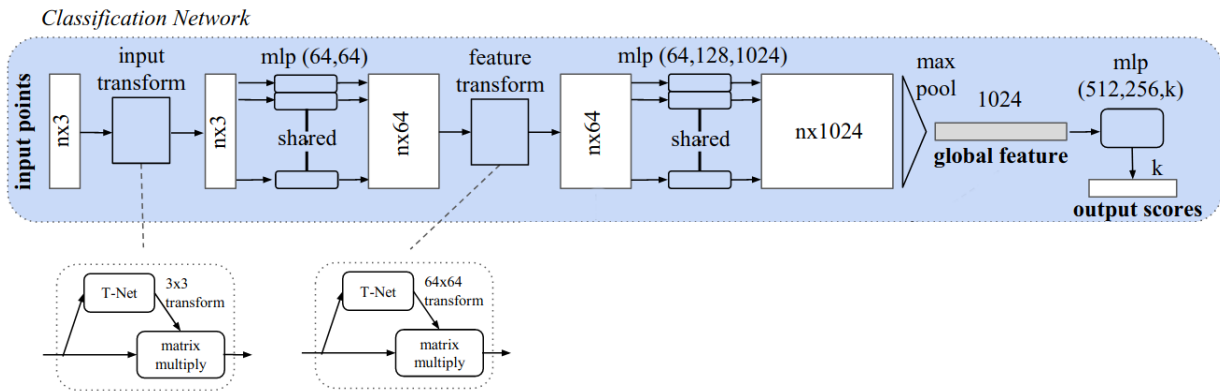 Classification Network
input points
nx3
input
transform
nx3
mlp (64,64)
shared
nx64
feature
transform
nx64
mlp (64,128,1024)
shared
nx1024
max
pool
1024
global feature
mlp
(512,256,k)
k
output scores
T-Net
3x3
transform
matrix
multiply
T-Net
64x64
transform
matrix
multiply